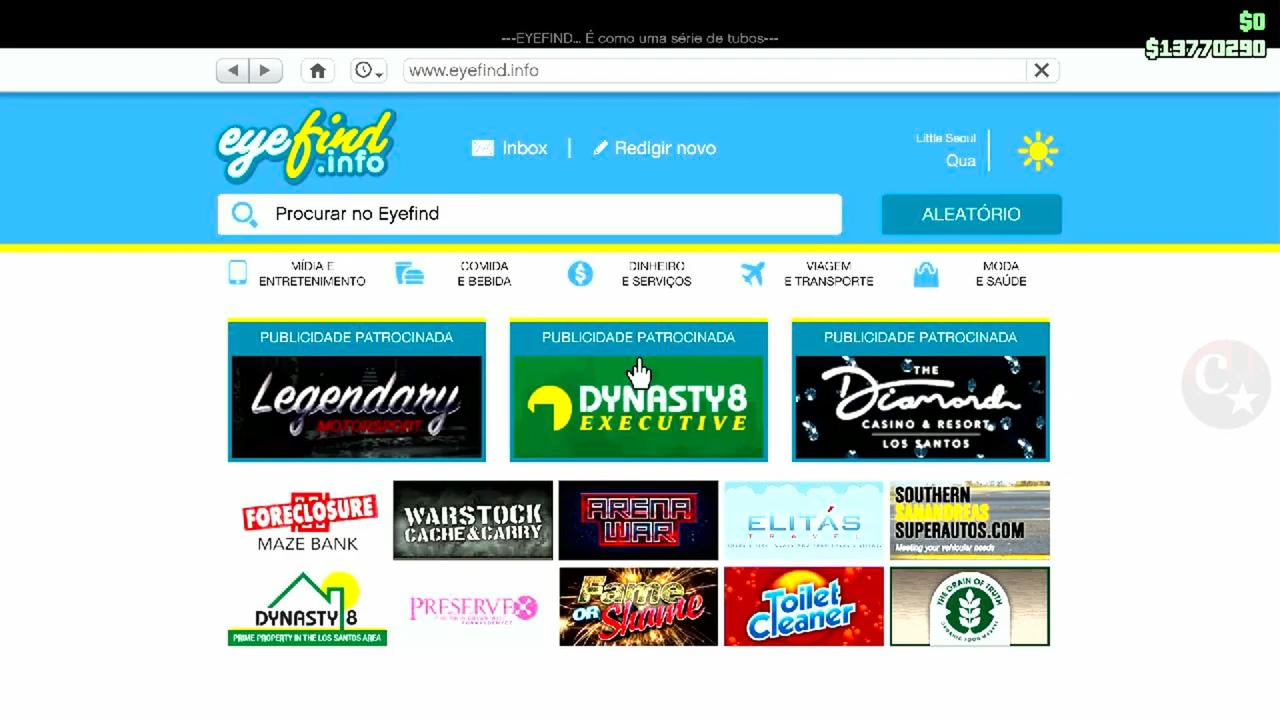 $0
---EYEFIND... É como uma série de tubos---
$13770290
www.eyefind.info
eyefind
.info
Inbox
Redigir novo
Little Seoul
Qua
Procurar no Eyefind
ALEATÓRIO
MÍDIA E
ENTRETENIMENTO
COMIDA
E BEBIDA
DINHEIRO
E SERVIÇOS
VIAGEM
E TRANSPORTE
MODA
E SAÚDE
PUBLICIDADE PATROCINADA
PUBLICIDADE PATROCINADA
PUBLICIDADE PATROCINADA
Legendary
MOTORSPORT
DYNASTY8
EXECUTIVE
THE
Diamond
CASINO & RESORT
LOS SANTOS
C
FORECLOSURE
MAZE BANK
WARSTOCK
CACHE&CARRY
ARENA
WAR
ELITÁS
TRAVEL
SOUTHERN
SANANDREAS
SUPERAUTOS.COM
Meeting your vehicular needs
DYNASTY 8
PRIME PROPERTY IN THE LOS SANTOS AREA
PRESERVEX
Fame
OR Shame
Toilet
Cleaner
THE GRAIN OF TRUTH